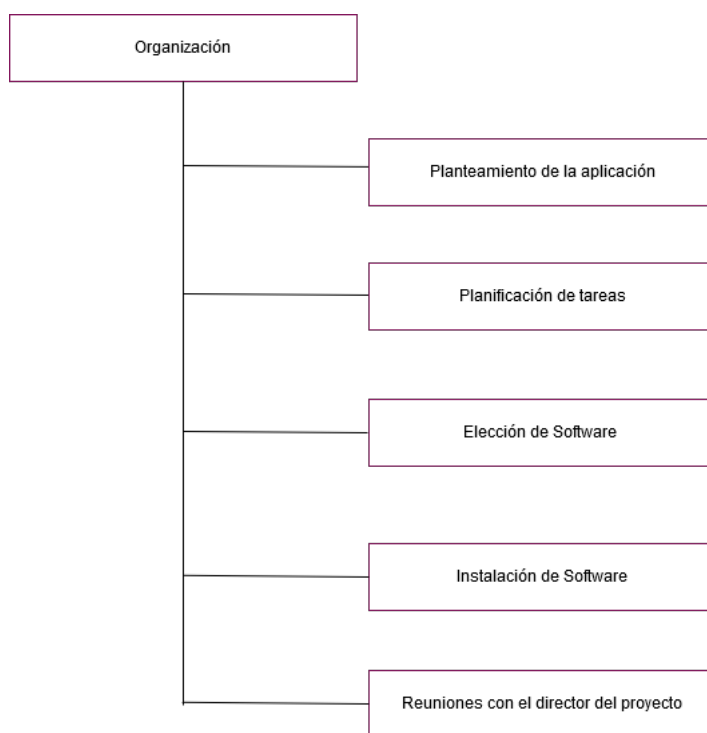 Organización
Planteamiento de la aplicación
Planificación de tareas
Elección de Software
Instalación de Software
Reuniones con el director del proyecto